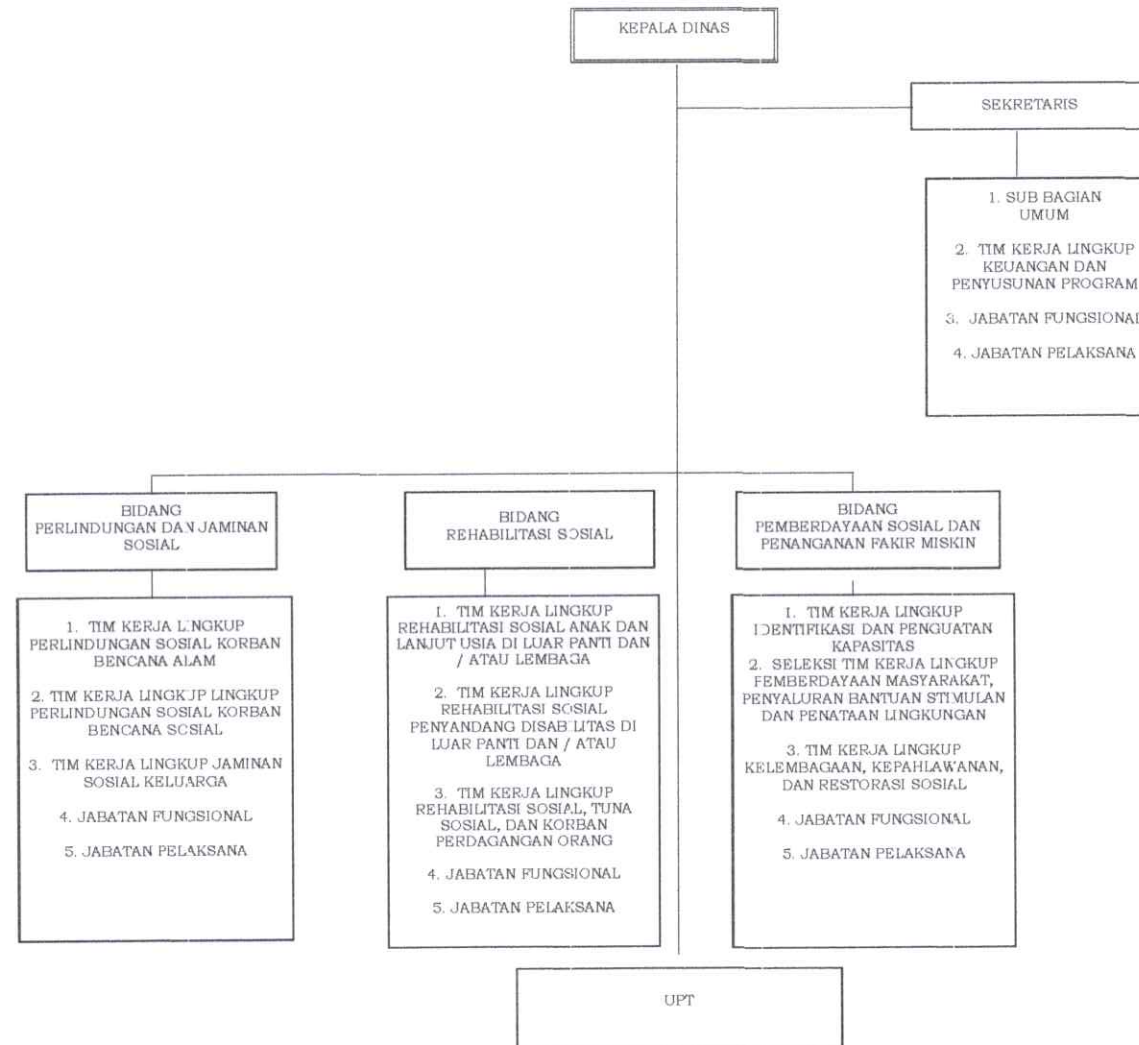 KEPALA DINAS
SEKRETARIS
1. SUB BAGIAN
UMUM
2. TIM KERJA LINGKUP
KEUANGAN DAN
PENYUSUNAN PROGRAM
3. JABATAN FUNGSIONAL
4. JABATAN PELAKSANA
BIDANG
PERLINDUNGAN DAN JAMINAN
SOSIAL
1. TIM KERJA LINGKUP
PERLINDUNGAN SOSIAL KORBAN
BENCANA ALAM
2. TIM KERJA LINGKUP LINGKUP
PERLINDUNGAN SOSIAL KORBAN
BENCANA SOSIAL
3. TIM KERJA LINGKUP JAMINAN
SOSIAL KELUARGA
4. JABATAN FUNGSIONAL
5. JABATAN PELAKSANA
BIDANG
REHABILITASI SOSIAL
1. TIM KERJA LINGKUP
REHABILITASI SOSIAL ANAK DAN
LANJUT USIA DI LUAR PANTI DAN
/ ATAU LEMBAGA
2. TIM KERJA LINGKUP
REHABILITASI SOSIAL
PENYANDANG DISABILITAS DI
LUAR PANTI DAN / ATAU
LEMBAGA
3. TIM KERJA LINGKUP
REHABILITASI SOSIAL, TUNA
SOSIAL, DAN KORBAN
PERDAGANGAN ORANG
4. JABATAN FUNGSIONAL
5. JABATAN PELAKSANA
BIDANG
PEMBERDAYAAN SOSIAL DAN
PENANGANAN FAKIR MISKIN
1. TIM KERJA LINGKUP
IDENTIFIKASI DAN PENGUATAN
KAPASITAS
2. SELEKSI TIM KERJA LINGKUP
PEMBERDAYAAN MASYARAKAT,
PENYALURAN BANTUAN STIMULAN
DAN PENATAAN LINGKUNGAN
3. TIM KERJA LINGKUP
KELEMBAGAAN, KEPAHLAWANAN,
DAN RESTORASI SOSIAL
4. JABATAN FUNGSIONAL
5. JABATAN PELAKSANA
UPT